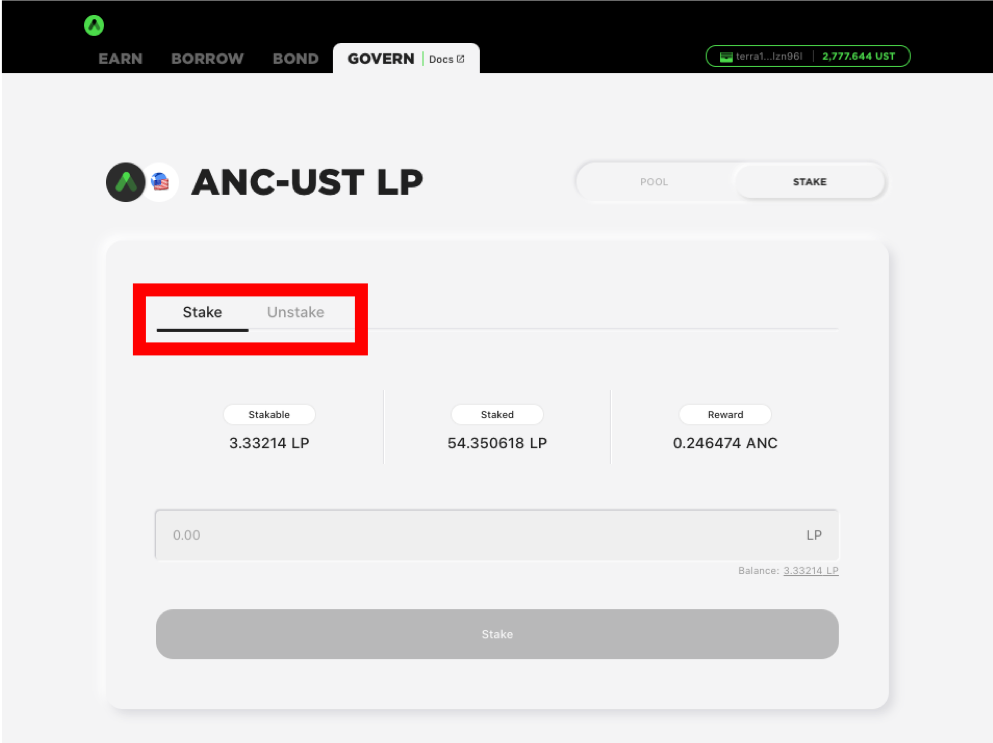 EARN BORROW BOND GOVERN Docs
terra1...lzn96l 2,777.644 UST
ANC-UST LP
POOL STAKE
Stake Unstake
Stakable Staked Reward
3.33214 LP 54.350618 LP 0.246474 ANC
0.00 LP
Balance: 3.33214 LP
Stake